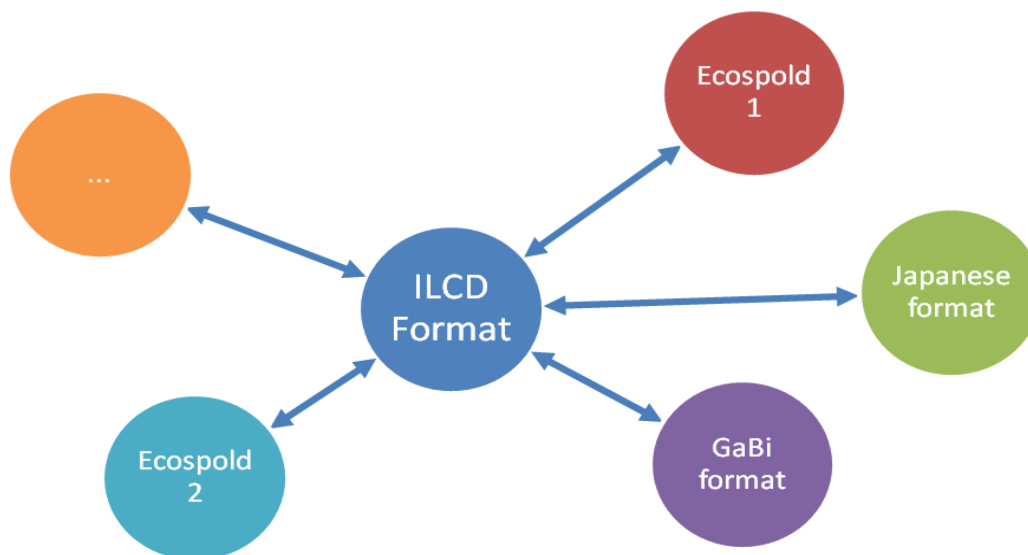 Ecospold
1
...
ILCD
Format
Japanese
format
Ecospold
2
GaBi
format